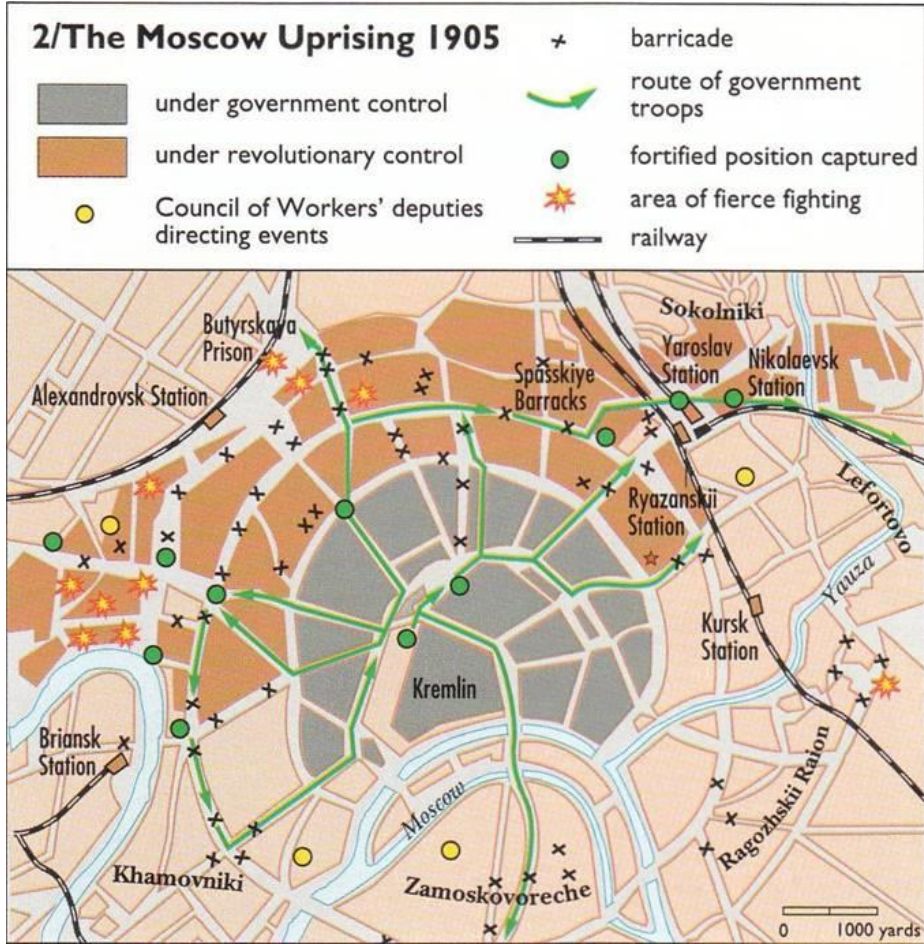 2/The Moscow Uprising 1905
under government control
under revolutionary control
Council of Workers' deputies
directing events
barricade
route of government
troops
fortified position captured
area of fierce fighting
railway
Sokolniki
Butyrskaya
Prison
Yaroslav
Station
Nikolaevsk
Station
Alexandrovsk Station
Spasskiye
Barracks
Lefortovo
Ryazanskii
Station
Yauza
Kursk
Station
Kremlin
Briansk
Station
Moscow
Ragozhskii Raion
Khamovniki
Zamoskovoreche
0 1000 yards